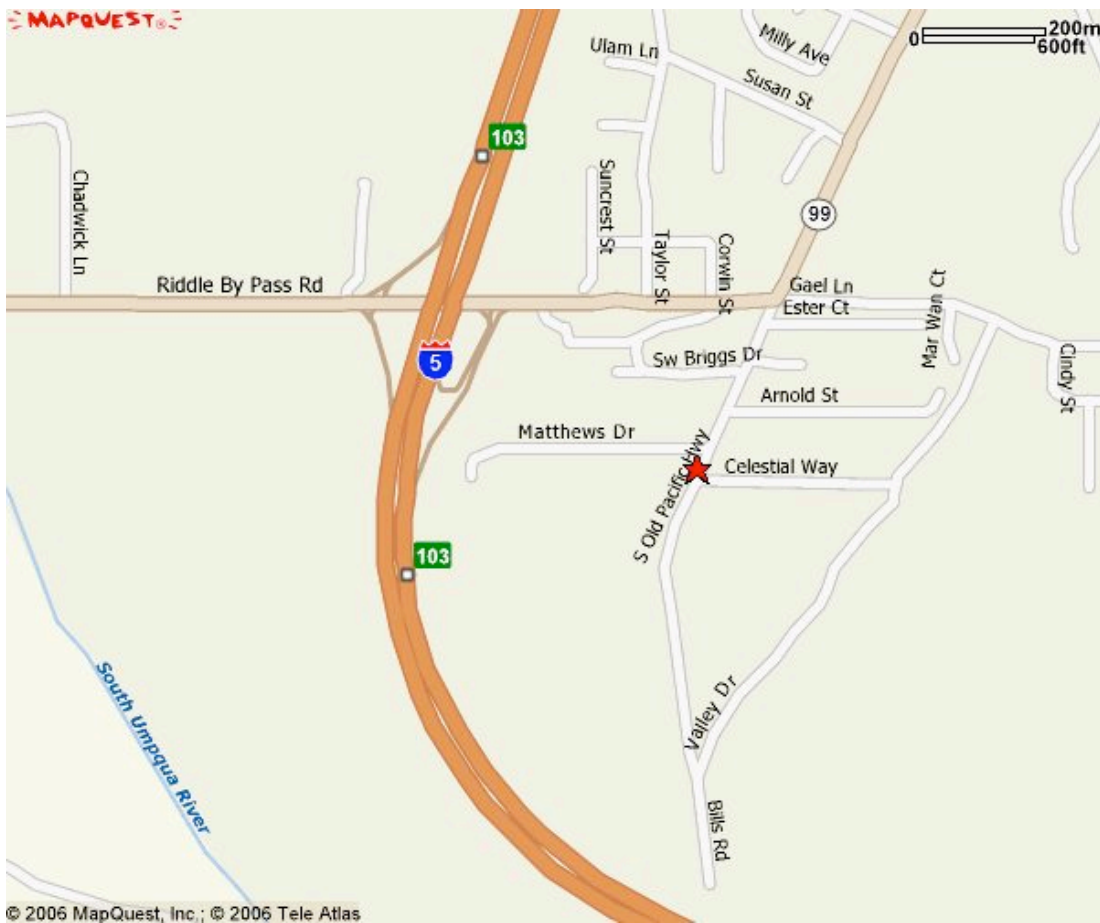 MAPQUEST®
0 200m
600ft
Ulam Ln
Milly Ave
Susan St
103
Chadwick Ln
Suncrest St
Taylor St
Corwin St
99
Riddle By Pass Rd
Gael Ln
Ester Ct
Mar Wan Ct
Cindy St
5
Sw Briggs Dr
Arnold St
Matthews Dr
S Old Pacific Hwy
Celestial Way
103
South Umpqua River
Valley Dr
Bills Rd
© 2006 MapQuest, Inc.; © 2006 Tele Atlas